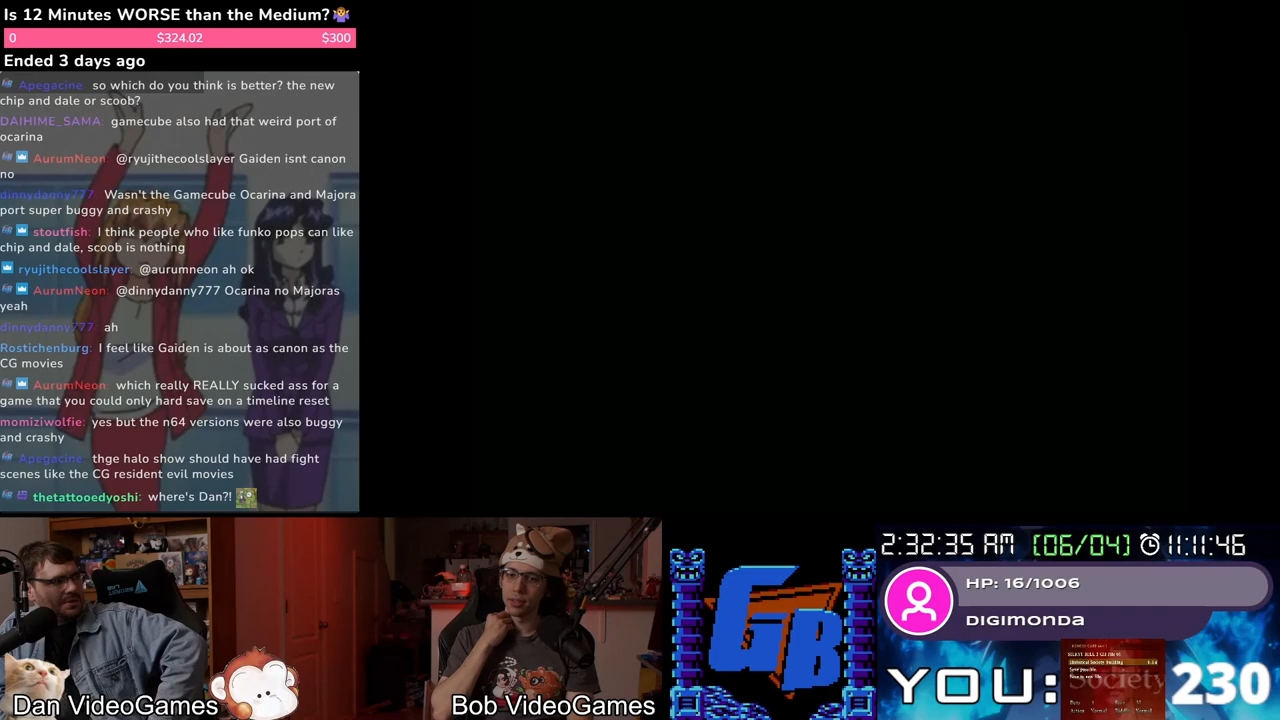 Is 12 Minutes WORSE than the Medium?🤷‍♀️
0 $324.02 $300
Ended 3 days ago
Apegacine: so which do you think is better? the new
chip and dale or scoob?
DAIHIME_SAMA: gamecube also had that weird port of
ocarina
AurumNeon: @ryujithecoolslayer Gaiden isnt canon
no
dinnydanny777: Wasn't the Gamecube Ocarina and Majora
port super buggy and crashy
stoutfish: I think people who like funko pops can like
chip and dale, scoob is nothing
ryujithecoolslayer: @aurumneon ah ok
AurumNeon: @dinnydanny777 Ocarina no Majoras
yeah
dinnydanny777: ah
Rostichenburg: I feel like Gaiden is about as canon as the
CG movies
AurumNeon: which really REALLY sucked ass for a
game that you could only hard save on a timeline reset
momiziwolfie: yes but the n64 versions were also buggy
and crashy
Apegacine: thge halo show should have had fight
scenes like the CG resident evil movies
thetattooedyoshi: where's Dan?!
Dan VideoGames
Bob VideoGames
GB
2:32:35 AM [06/04] 11:11:46
HP: 16/1006
DIGIMONDA
YOU:
Society
230